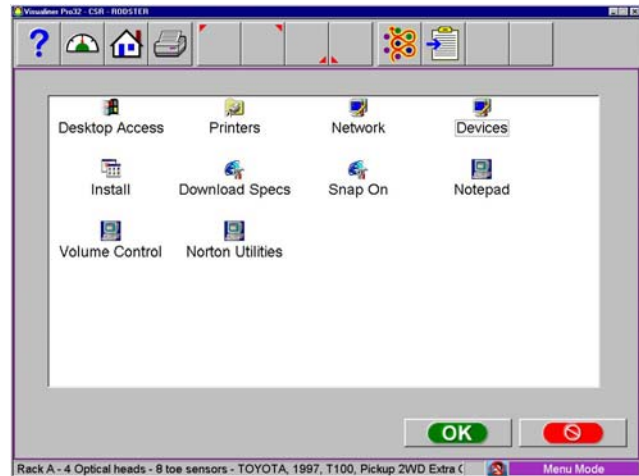 Visualiner Pro32 - CSR - RODSTER
?
Desktop Access Printers Network Devices
Install Download Specs Snap On Notepad
Volume Control Norton Utilities
OK
Rack A - 4 Optical heads - 8 toe sensors - TOYOTA, 1997, T100, Pickup 2WD Extra C Menu Mode